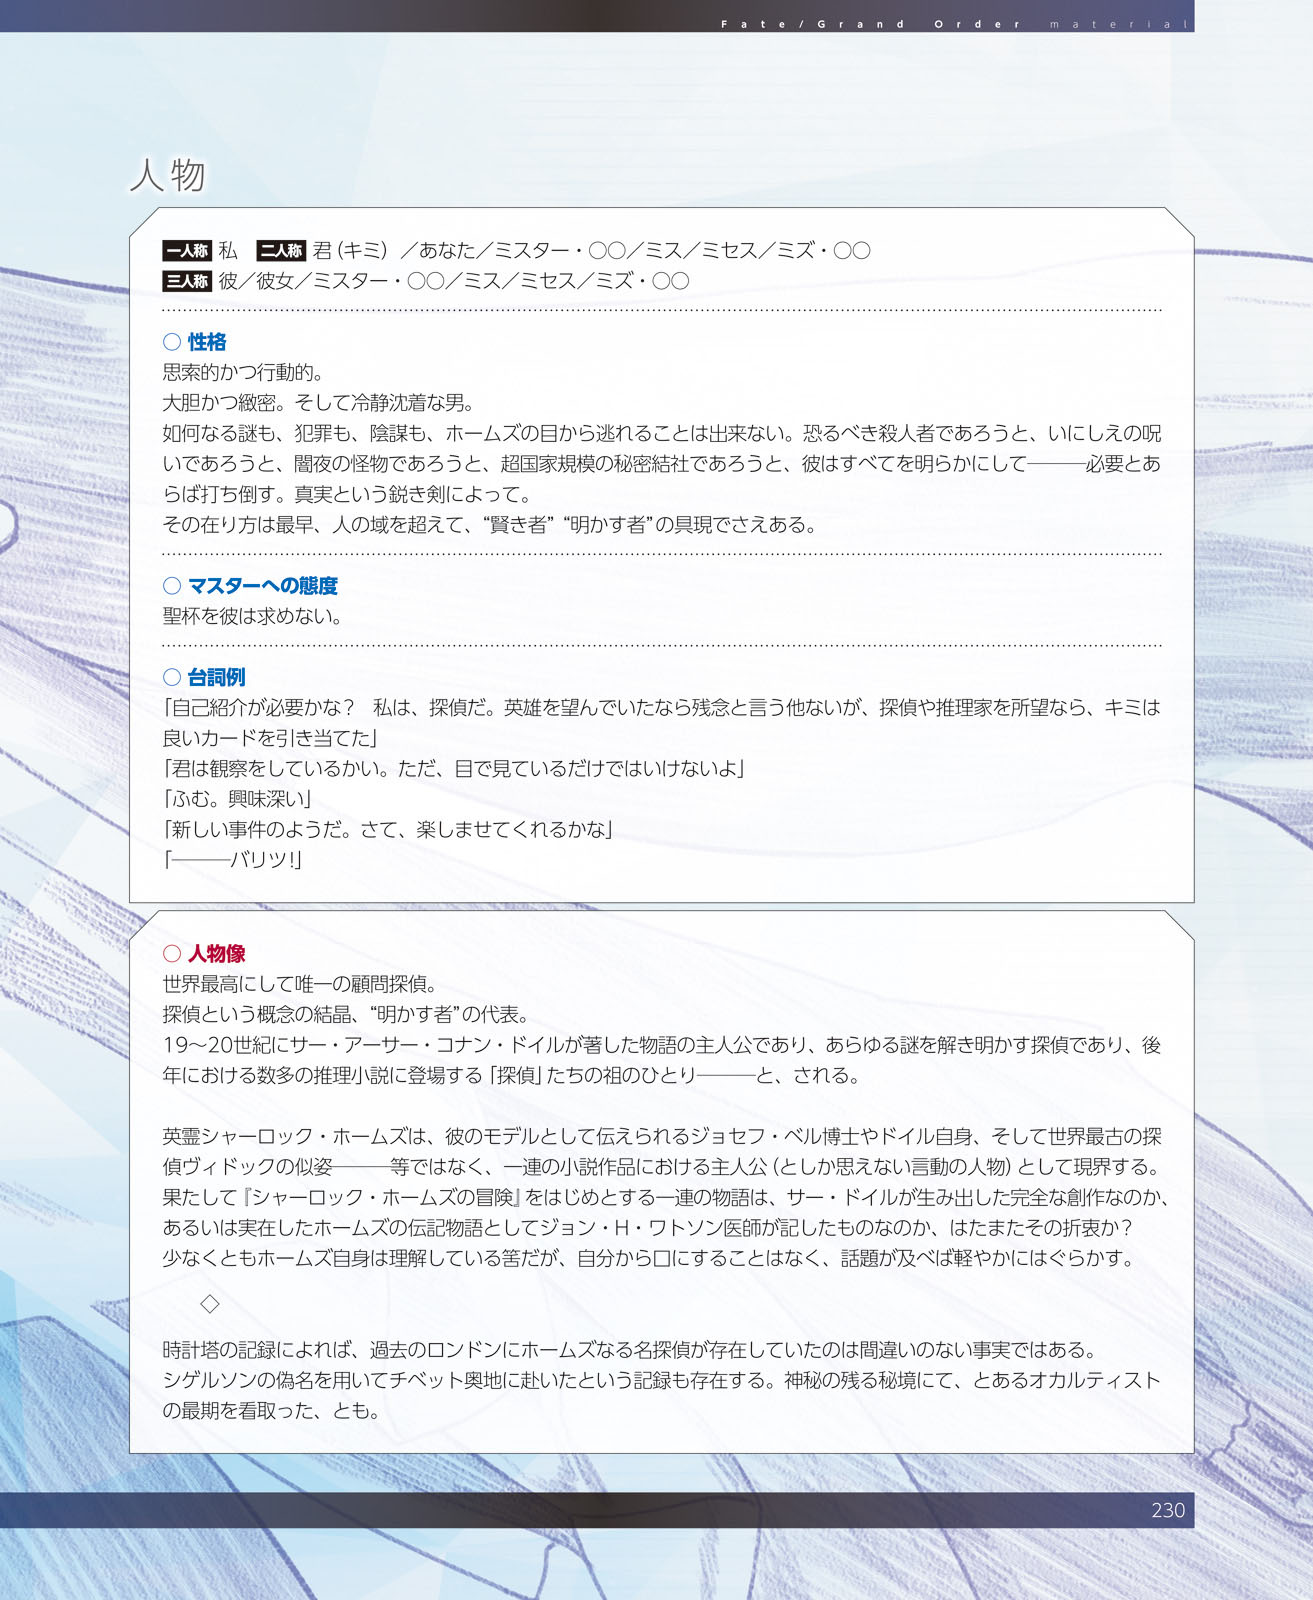 Fate/Grand Order material
人物
一人称 私 二人称 君（キミ）／あなた／ミスター・○○／ミス／ミセス／ミズ・○○
三人称 彼／彼女／ミスター・○○／ミス／ミセス／ミズ・○○
○ 性格
思索的かつ行動的。
大胆かつ緻密。そして冷静沈着な男。
如何なる謎も、犯罪も、陰謀も、ホームズの目から逃れることは出来ない。恐るべき殺人者であろうと、いにしえの呪
いであろうと、闇夜の怪物であろうと、超国家規模の秘密結社であろうと、彼はすべてを明らかにして―――必要とあ
らば打ち倒す。真実という鋭き剣によって。
その在り方は最早、人の域を超えて、“賢き者”“明かす者”の具現でさえある。
○ マスターへの態度
聖杯を彼は求めない。
○ 台詞例
「自己紹介が必要かな？　私は、探偵だ。英雄を望んでいたなら残念と言う他ないが、探偵や推理家を所望なら、キミは
良いカードを引き当てた」
「君は観察をしているかい。ただ、目で見ているだけではいけないよ」
「ふむ。興味深い」
「新しい事件のようだ。さて、楽しませてくれるかな」
「―――バリツ！」
○ 人物像
世界最高にして唯一の顧問探偵。
探偵という概念の結晶、“明かす者”の代表。
19～20世紀にサー・アーサー・コナン・ドイルが著した物語の主人公であり、あらゆる謎を解き明かす探偵であり、後
年における数多の推理小説に登場する「探偵」たちの祖のひとり―――と、される。
英霊シャーロック・ホームズは、彼のモデルとして伝えられるジョセフ・ベル博士やドイル自身、そして世界最古の探
偵ヴィドックの似姿―――等ではなく、一連の小説作品における主人公（としか思えない言動の人物）として現界する。
果たして『シャーロック・ホームズの冒険』をはじめとする一連の物語は、サー・ドイルが生み出した完全な創作なのか、
あるいは実在したホームズの伝記物語としてジョン・H・ワトソン医師が記したものなのか、はたまたその折衷か？
少なくともホームズ自身は理解している筈だが、自分から口にすることはなく、話題が及べば軽やかにはぐらかす。
◇
時計塔の記録によれば、過去のロンドンにホームズなる名探偵が存在していたのは間違いのない事実ではある。
シゲルソンの偽名を用いてチベット奥地に赴いたという記録も存在する。神秘の残る秘境にて、とあるオカルティスト
の最期を看取った、とも。
230